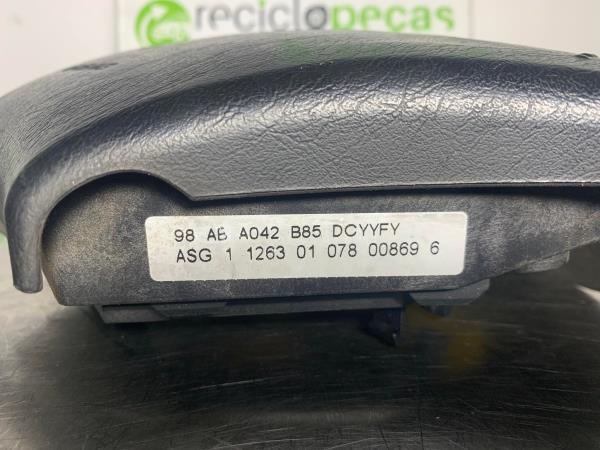 reciclopeças
98 AB A042 B85 DCYYFY
ASG 1 1263 01 078 00869 6